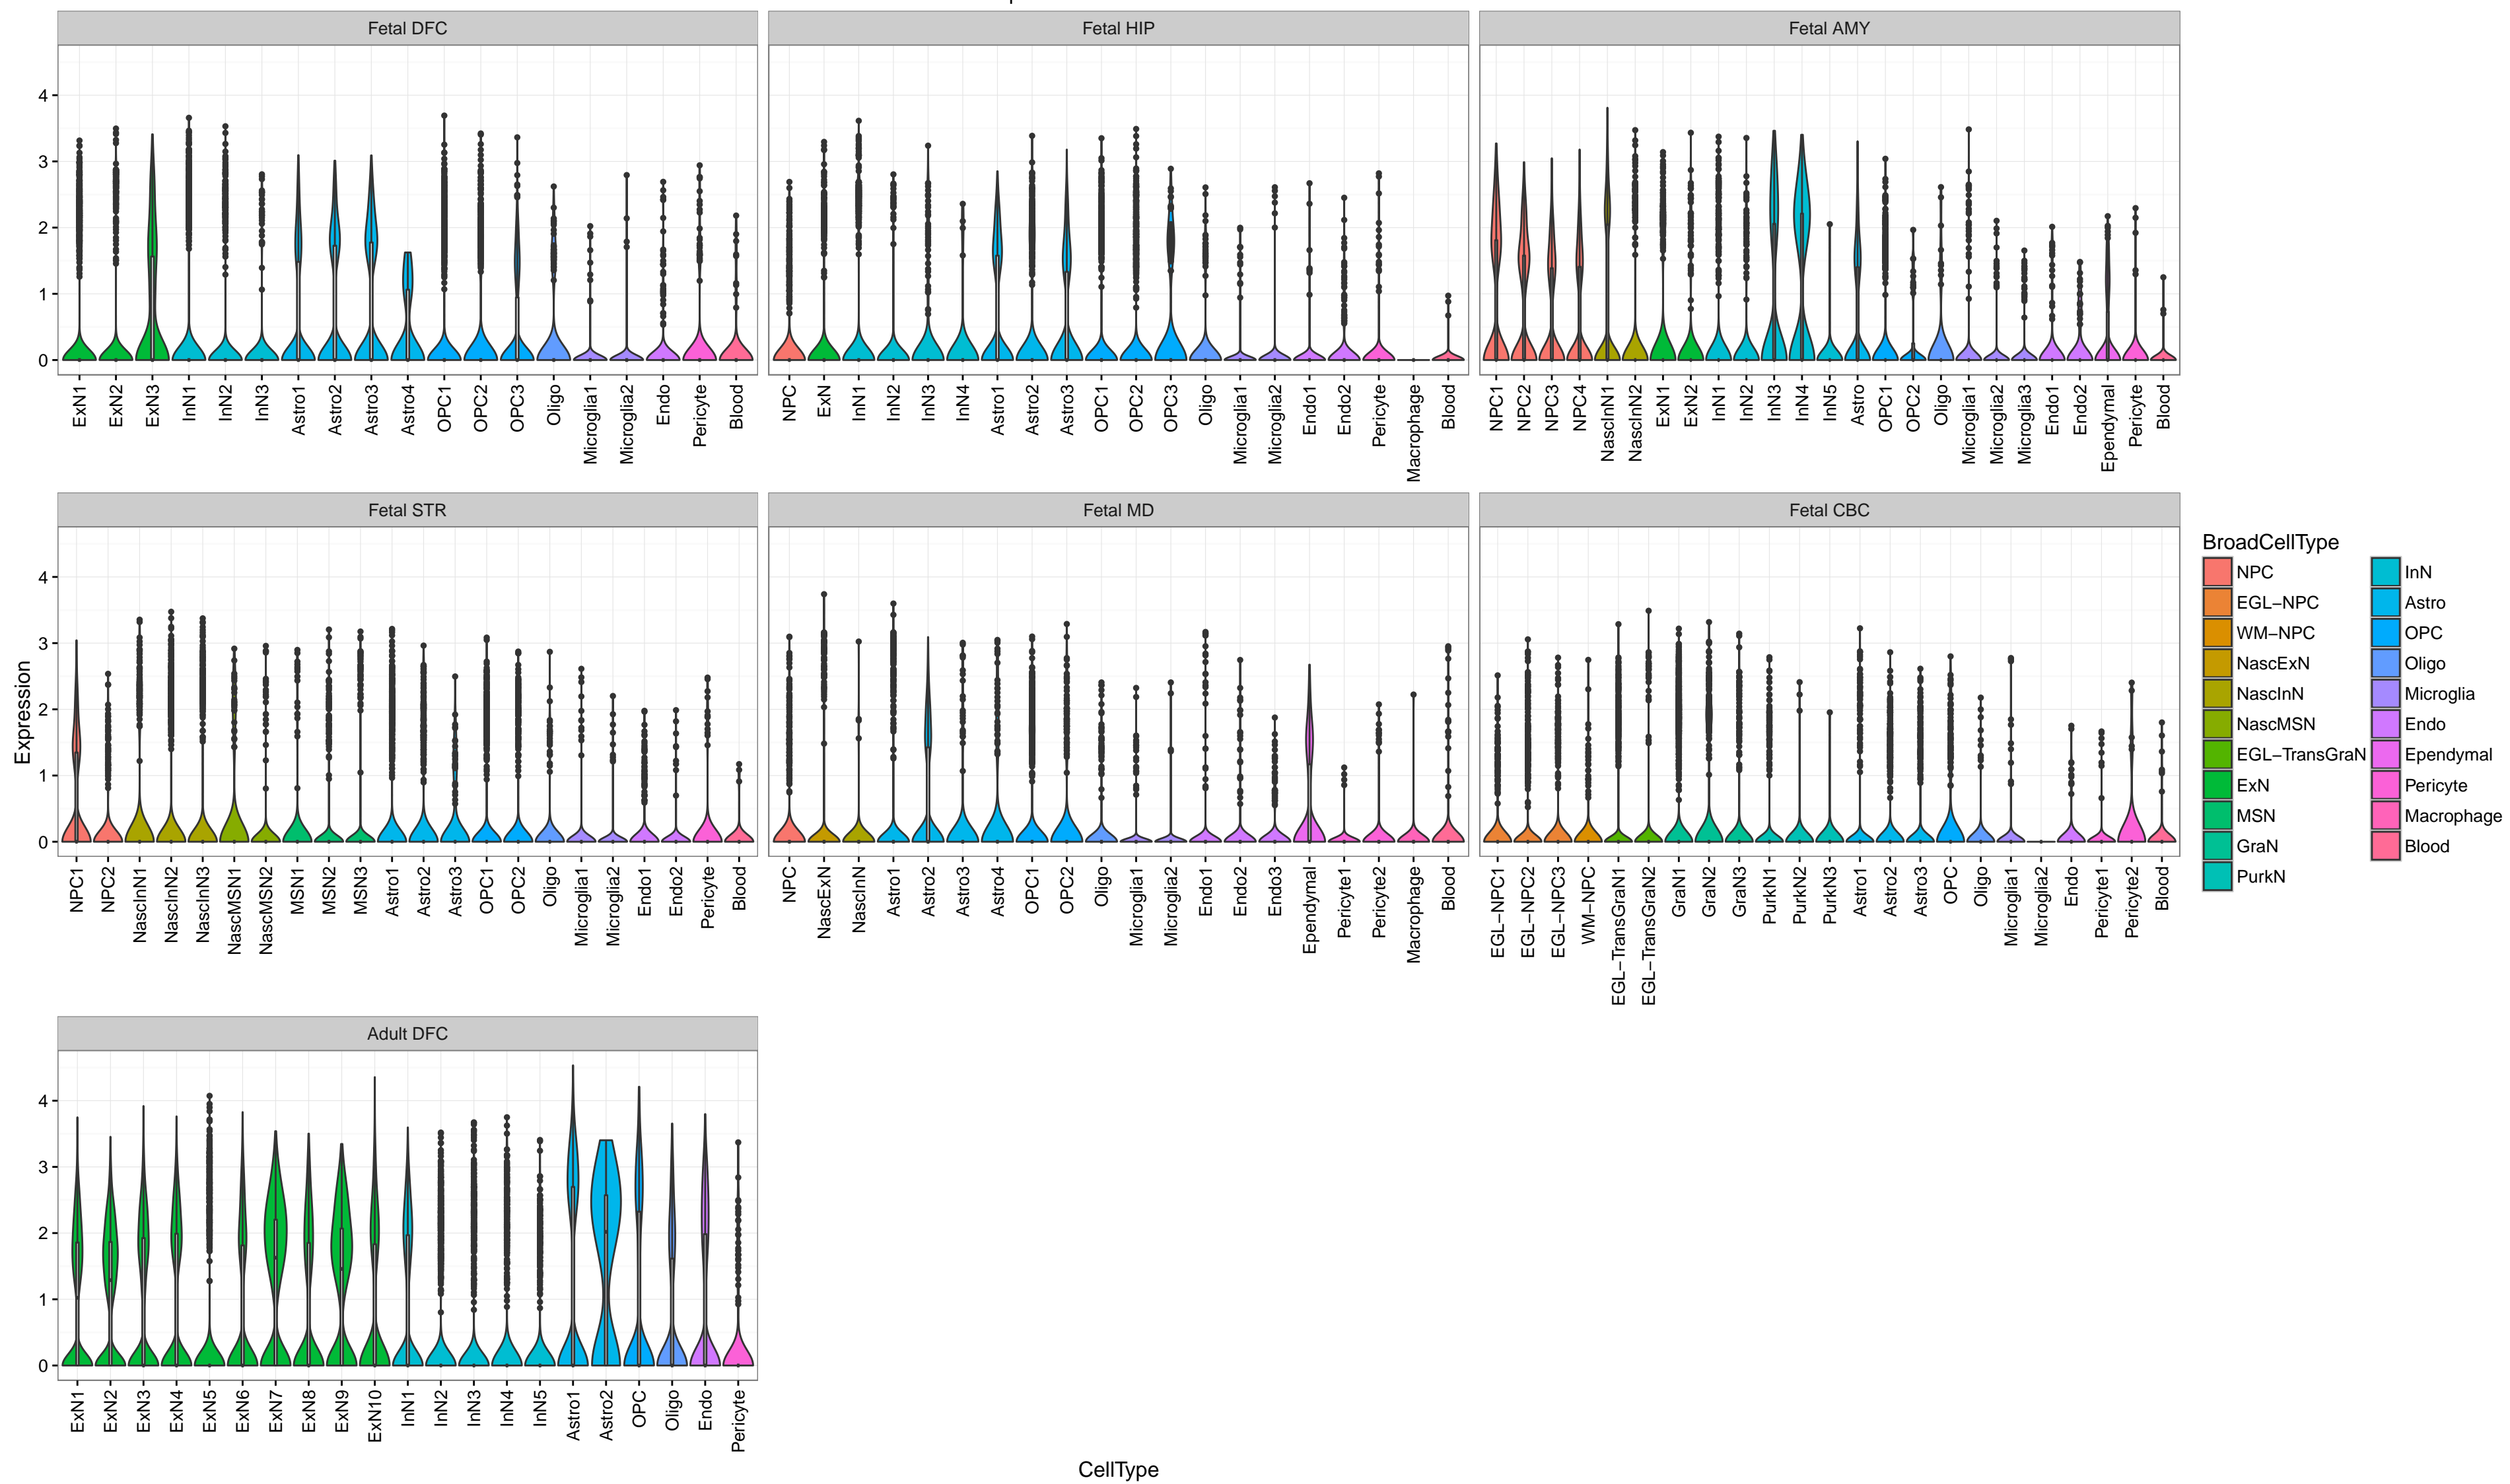 Fetal DFC Fetal HIP Fetal AMY
4
3
2
1
0
ExN1 ExN2 ExN3 InN1 InN2 InN3 Astro1 Astro2 Astro3 Astro4 OPC1 OPC2 OPC3 Oligo Microglia1 Microglia2 Endo Pericyte Blood
NPC ExN InN1 InN2 InN3 InN4 Astro1 Astro2 Astro3 OPC1 OPC2 OPC3 Oligo Microglia1 Microglia2 Endo1 Endo2 Pericyte Macrophage Blood
NPC1 NPC2 NPC3 NPC4 NascInN1 NascInN2 ExN1 ExN2 InN1 InN2 InN3 InN4 InN5 Astro OPC1 OPC2 Oligo Microglia1 Microglia2 Microglia3 Endo1 Endo2 Ependymal Pericyte Blood
Fetal STR Fetal MD Fetal CBC
4
3
2
1
0
Expression
NPC1 NPC2 NascInN1 NascInN2 NascInN3 NascMSN1 NascMSN2 MSN1 MSN2 MSN3 Astro1 Astro2 Astro3 OPC1 OPC2 Oligo Microglia1 Microglia2 Endo1 Endo2 Pericyte Blood
NPC NascExN NascInN Astro1 Astro2 Astro3 Astro4 OPC1 OPC2 Oligo Microglia1 Microglia2 Endo1 Endo2 Endo3 Ependymal Pericyte1 Pericyte2 Macrophage Blood
EGL−NPC1 EGL−NPC2 EGL−NPC3 WM−NPC EGL−TransGraN1 EGL−TransGraN2 GraN1 GraN2 GraN3 PurkN1 PurkN2 PurkN3 Astro1 Astro2 Astro3 OPC Oligo Microglia1 Microglia2 Endo Pericyte1 Pericyte2 Blood
BroadCellType
NPC InN
EGL−NPC Astro
WM−NPC OPC
NascExN Oligo
NascInN Microglia
NascMSN Endo
EGL−TransGraN Ependymal
ExN Pericyte
MSN Macrophage
GraN Blood
PurkN
Adult DFC
4
3
2
1
0
ExN1 ExN2 ExN3 ExN4 ExN5 ExN6 ExN7 ExN8 ExN9 ExN10 InN1 InN2 InN3 InN4 InN5 Astro1 Astro2 OPC Oligo Endo Pericyte
CellType